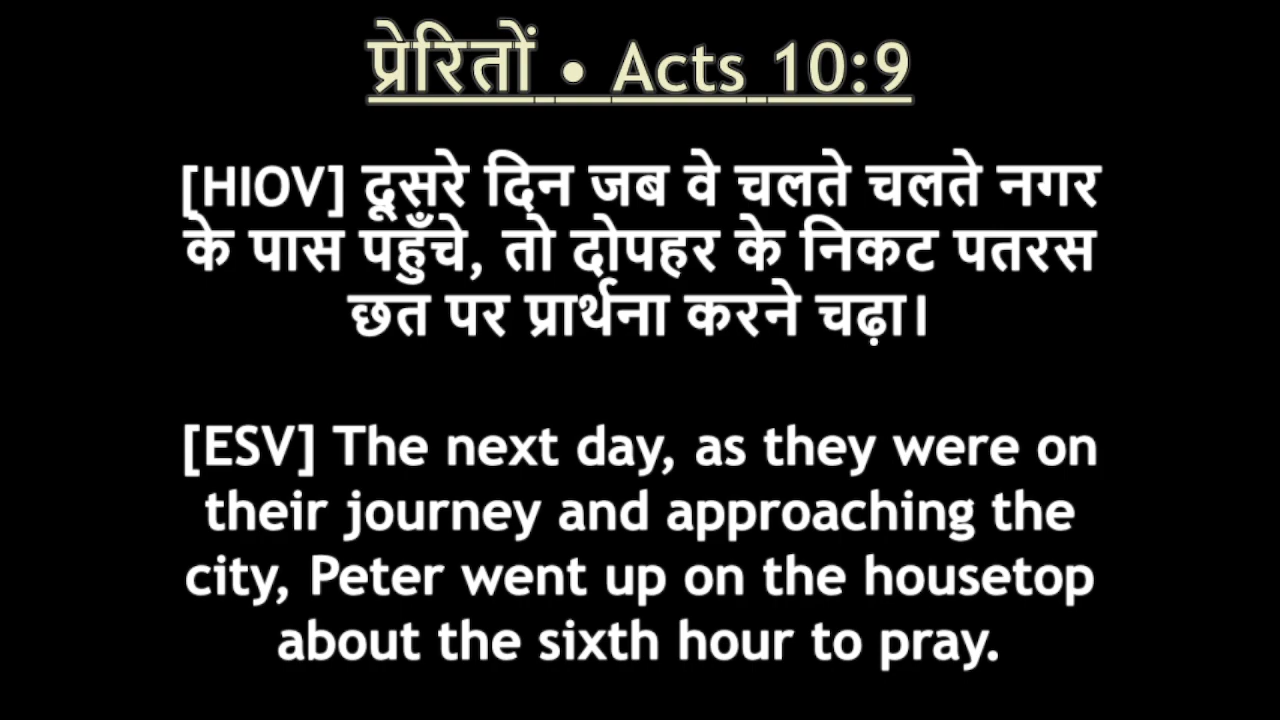 प्रेरितों • Acts 10:9
[HIOV] दूसरे दिन जब वे चलते चलते नगर
के पास पहुँचे, तो दोपहर के निकट पतरस
छत पर प्रार्थना करने चढ़ा।
[ESV] The next day, as they were on
their journey and approaching the
city, Peter went up on the housetop
about the sixth hour to pray.